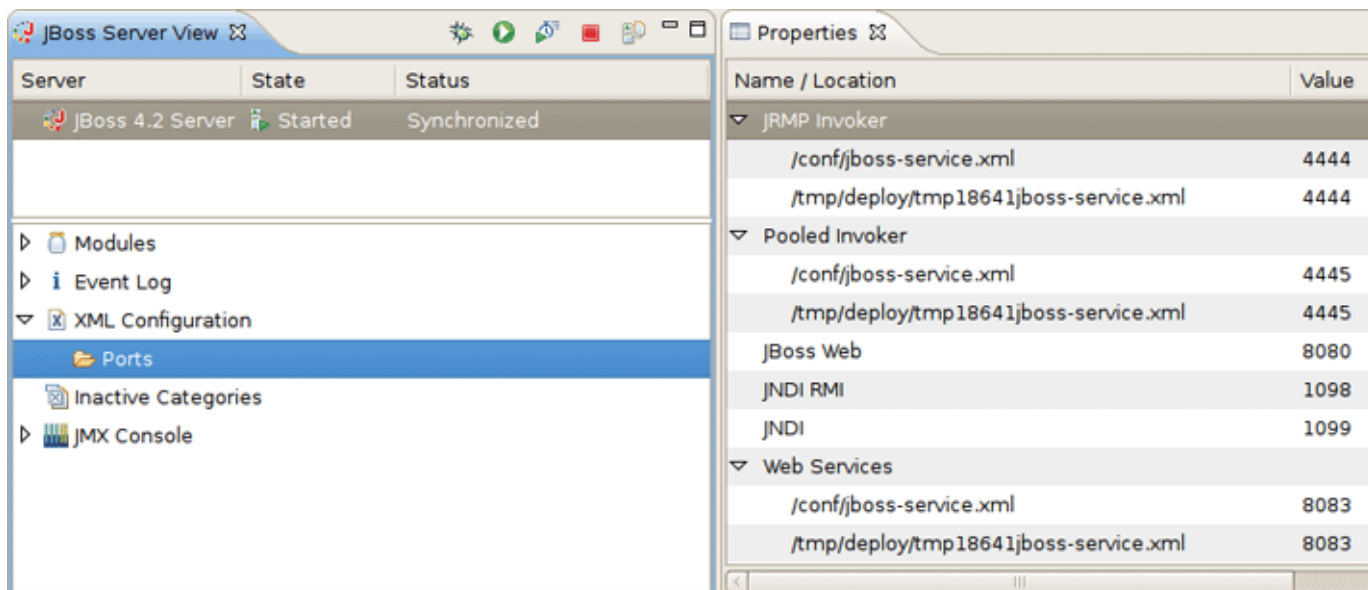 JBoss Server View
Server State Status
JBoss 4.2 Server Started Synchronized
Modules
Event Log
XML Configuration
Ports
Inactive Categories
JMX Console
Properties
Name / Location Value
JRMP Invoker
/conf/jboss-service.xml 4444
/tmp/deploy/tmp18641jboss-service.xml 4444
Pooled Invoker
/conf/jboss-service.xml 4445
/tmp/deploy/tmp18641jboss-service.xml 4445
JBoss Web 8080
JNDI RMI 1098
JNDI 1099
Web Services
/conf/jboss-service.xml 8083
/tmp/deploy/tmp18641jboss-service.xml 8083